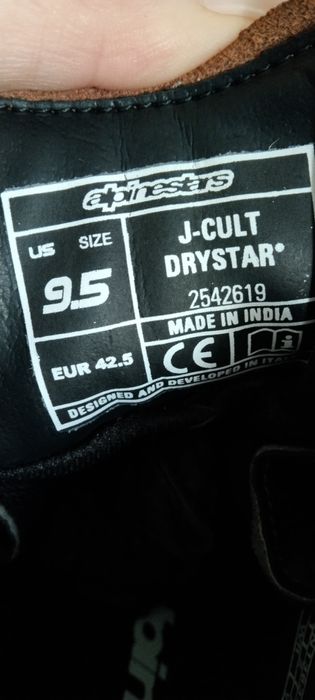 alpinestars
US SIZE
9.5
EUR 42.5
J-CULT
DRYSTAR®
2542619
MADE IN INDIA
CE
i
DESIGNED AND DEVELOPED IN